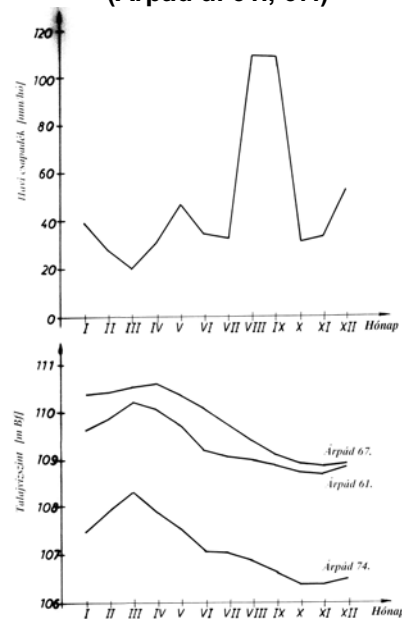 (Árpád u. 61., 67.)
Havi csapadék [mm/hó]
120
100
80
60
40
20
0
I II III IV V VI VII VIII IX X XI XII Hónap
Talajvízszint [m Bf]
111
110
109
108
107
106
Árpád 67.
Árpád 61.
Árpád 74.
I II III IV V VI VII VIII IX X XI XII Hónap